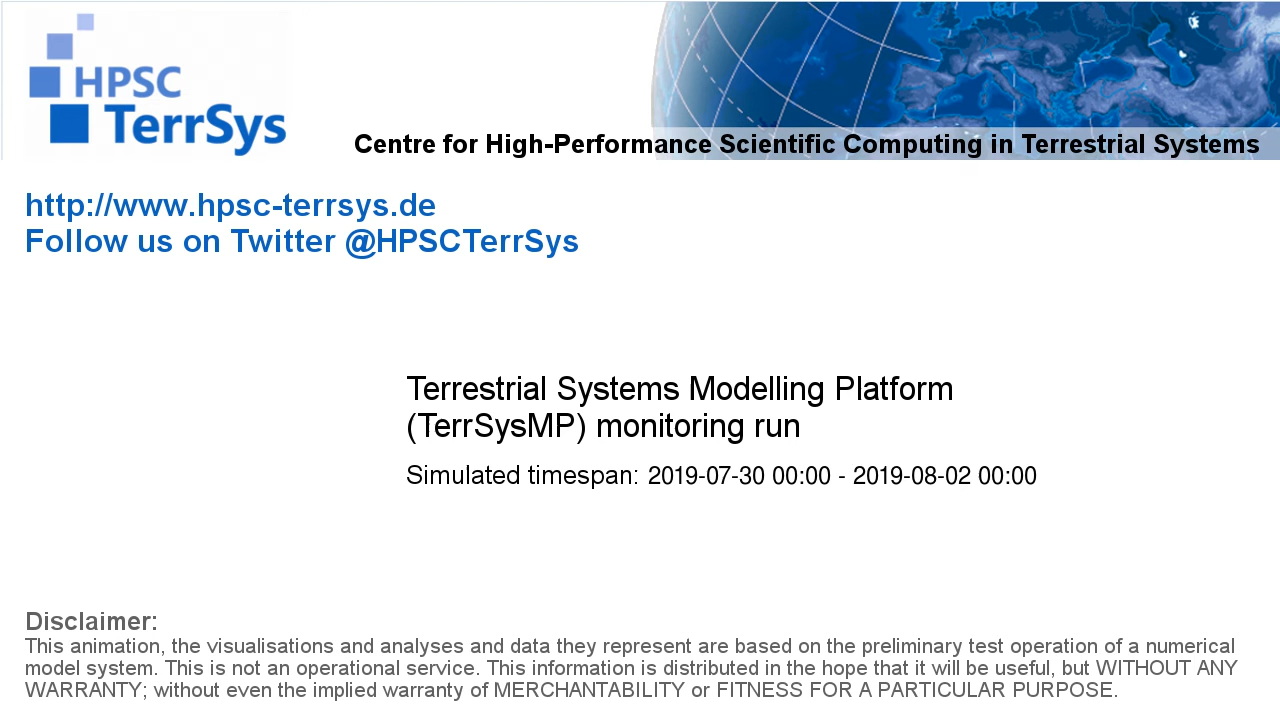 HPSC
TerrSys
Centre for High-Performance Scientific Computing in Terrestrial Systems
http://www.hpsc-terrsys.de
Follow us on Twitter @HPSCTerrSys
Terrestrial Systems Modelling Platform
(TerrSysMP) monitoring run
Simulated timespan: 2019-07-30 00:00 - 2019-08-02 00:00
Disclaimer:
This animation, the visualisations and analyses and data they represent are based on the preliminary test operation of a numerical
model system. This is not an operational service. This information is distributed in the hope that it will be useful, but WITHOUT ANY
WARRANTY; without even the implied warranty of MERCHANTABILITY or FITNESS FOR A PARTICULAR PURPOSE.